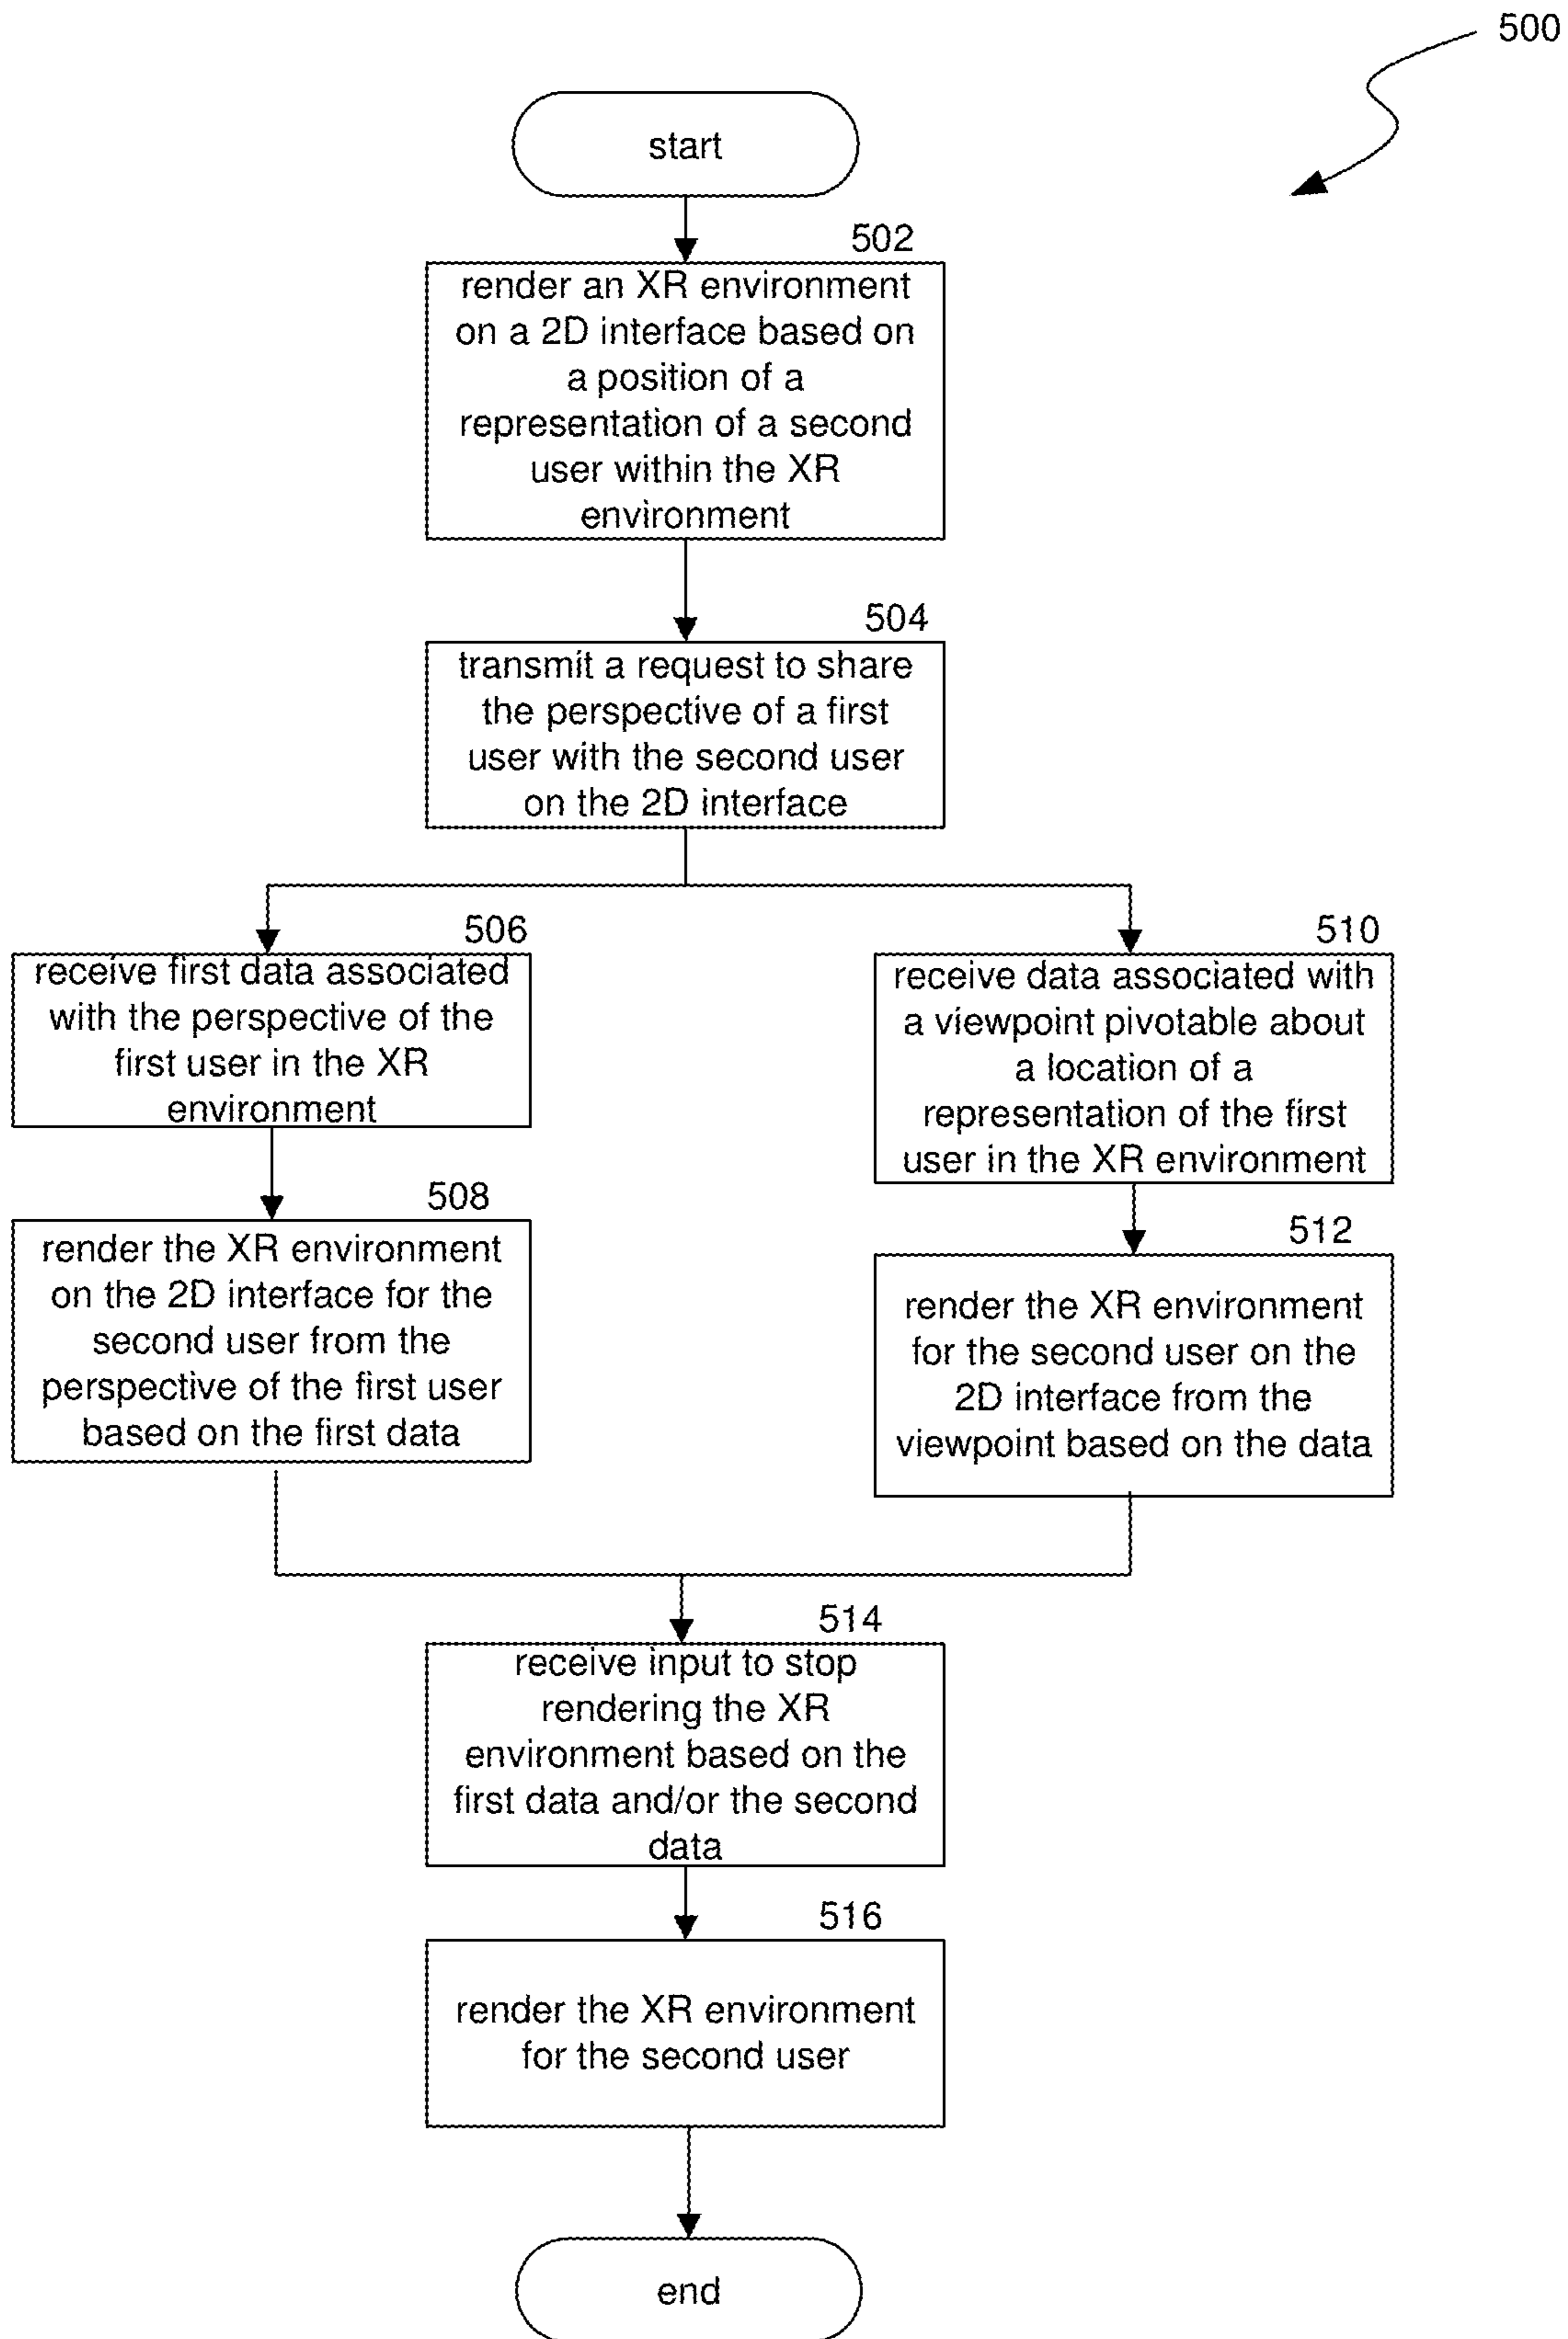 500
start
502
render an XR environment
on a 2D interface based on
a position of a
representation of a second
user within the XR
environment
504
transmit a request to share
the perspective of a first
user with the second user
on the 2D interface
506
receive first data associated
with the perspective of the
first user in the XR
environment
508
render the XR environment
on the 2D interface for the
second user from the
perspective of the first user
based on the first data
510
receive data associated with
a viewpoint pivotable about
a location of a
representation of the first
user in the XR environment
512
render the XR environment
for the second user on the
2D interface from the
viewpoint based on the data
514
receive input to stop
rendering the XR
environment based on the
first data and/or the second
data
516
render the XR environment
for the second user
end